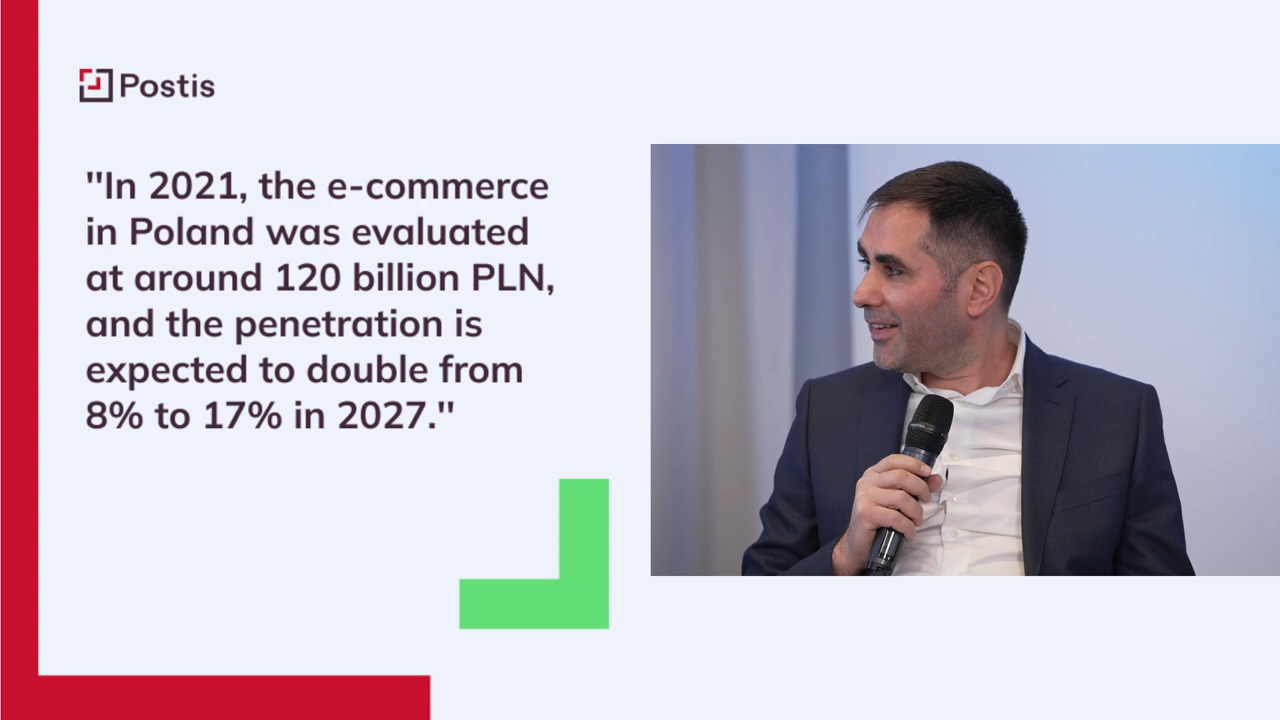 Postis
"In 2021, the e-commerce
in Poland was evaluated
at around 120 billion PLN,
and the penetration is
expected to double from
8% to 17% in 2027."